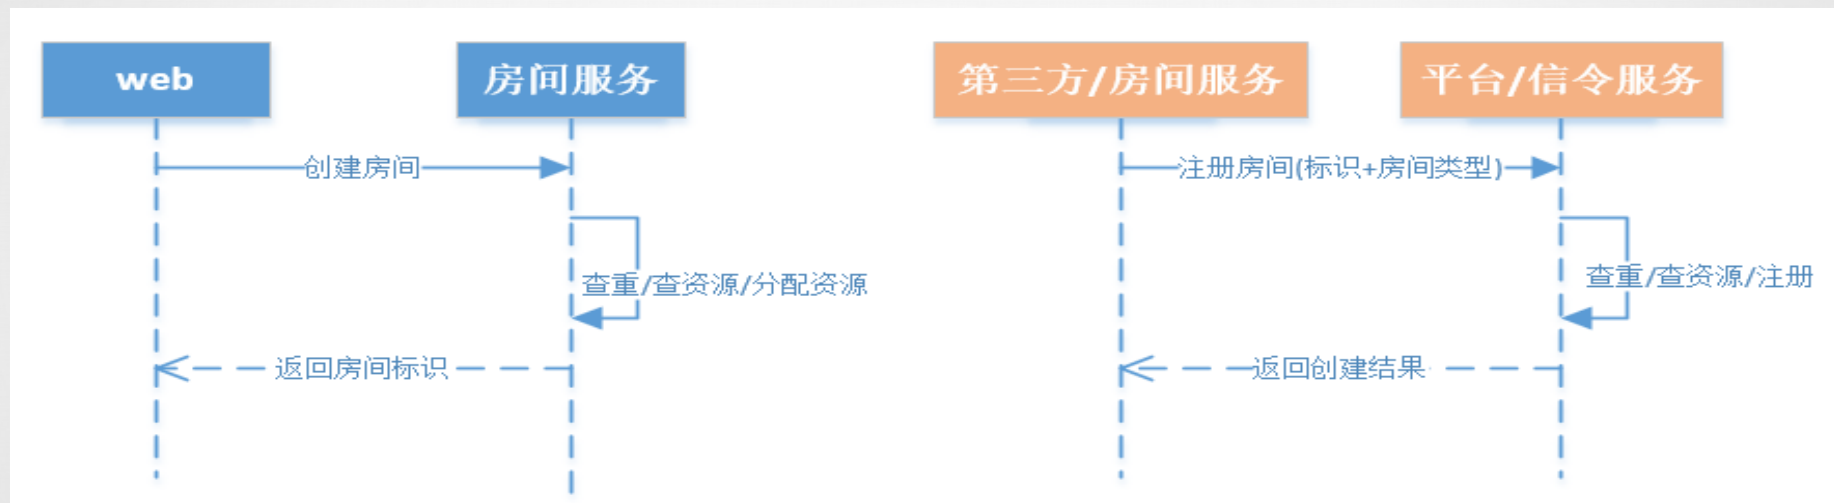 web
房间服务
第三方/房间服务
平台/信令服务
创建房间
注册房间(标识+房间类型)
查重/查资源/分配资源
查重/查资源/注册
返回房间标识
返回创建结果